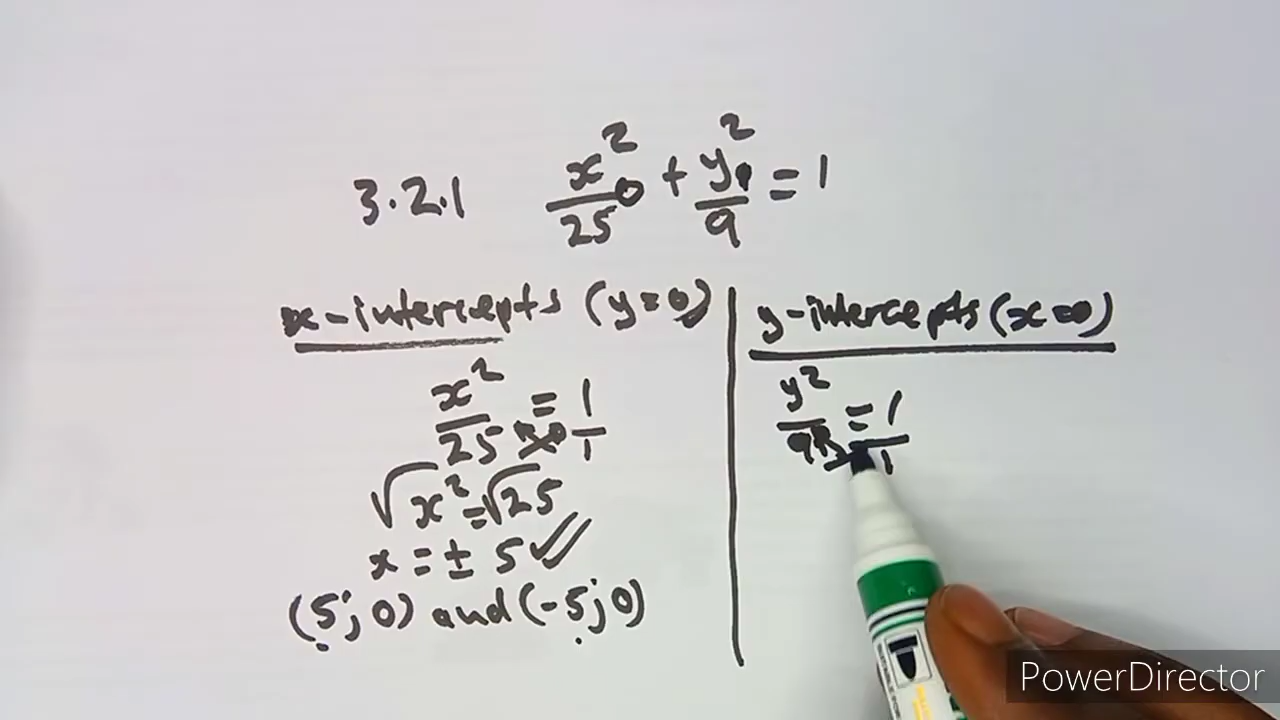 3.2.1 x²/25 + y²/9 = 1
x-intercepts (y=0)
x²/25 = 1/1
√x² = √25
x = ± 5
(5;0) and (-5;0)
y-intercepts (x=0)
y²/9 = 1/1
PowerDirector